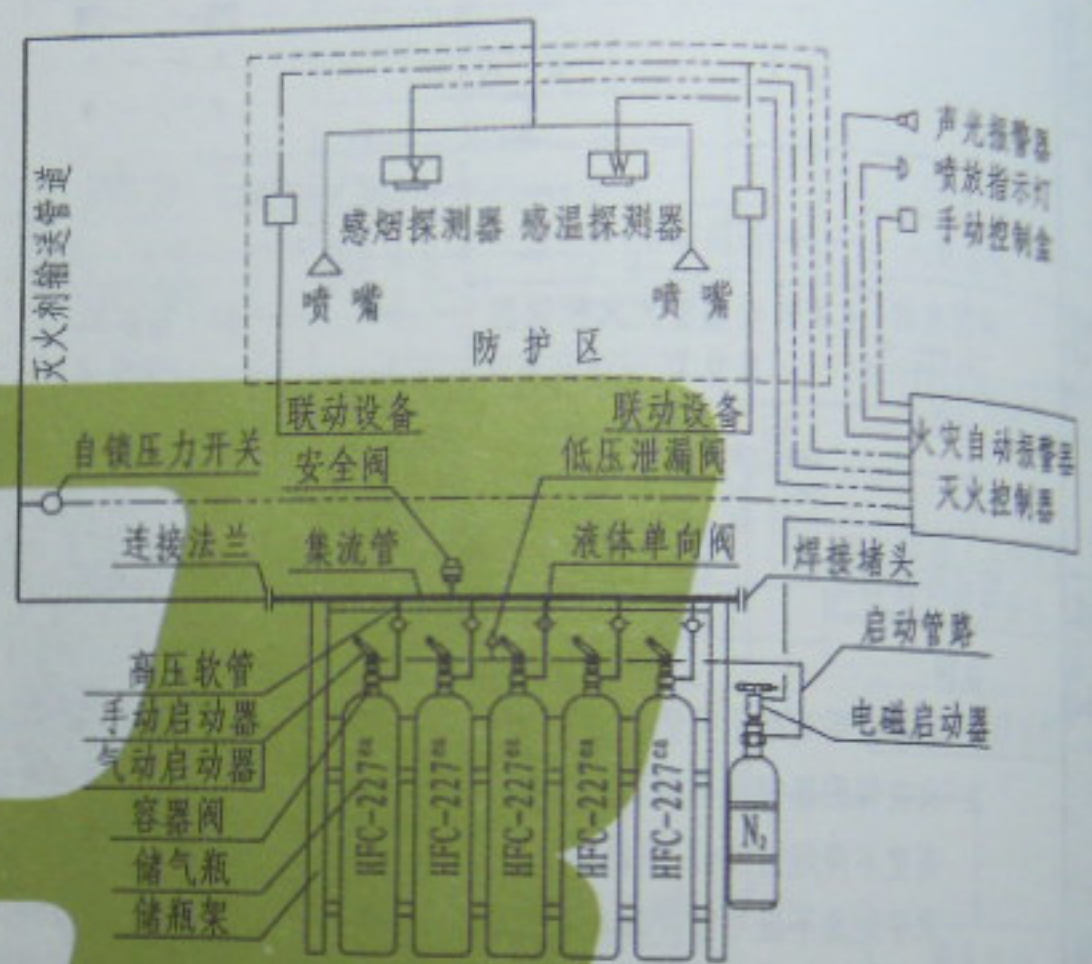 声光报警器
喷放指示灯
手动控制盒
灭火剂输送管道
Y
W
感烟探测器 感温探测器
喷嘴
喷嘴
防护区
联动设备
联动设备
火灾自动报警器
灭火控制器
自锁压力开关
安全阀
低压泄漏阀
连接法兰
集流管
液体单向阀
焊接堵头
启动管路
高压软管
手动启动器
气动启动器
电磁启动器
容器阀
储气瓶
储瓶架
HFC-227ea
HFC-227ea
HFC-227ea
HFC-227ea
HFC-227ea
N₂